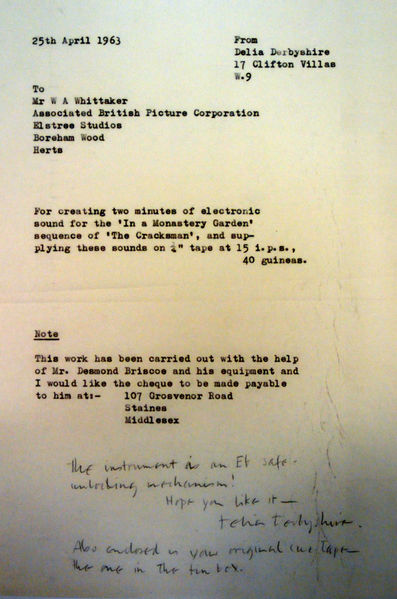 25th April 1963
From
Delia Derbyshire
17 Clifton Villas
W.9
To
Mr W A Whittaker
Associated British Picture Corporation
Elstree Studios
Boreham Wood
Herts
For creating two minutes of electronic
sound for the 'In a Monastery Garden'
sequence of 'The Cracksman', and sup-
plying these sounds on ¼" tape at 15 i.p.s.,
40 guineas.
Note
This work has been carried out with the help
of Mr. Desmond Briscoe and his equipment and
I would like the cheque to be made payable
to him at:- 107 Grosvenor Road
Staines
Middlesex
The instrument is an Eb safe-
unlocking mechanism!
Hope you like it —
Delia Derbyshire.
Also enclosed is your original cue tape
the one in the tin box.